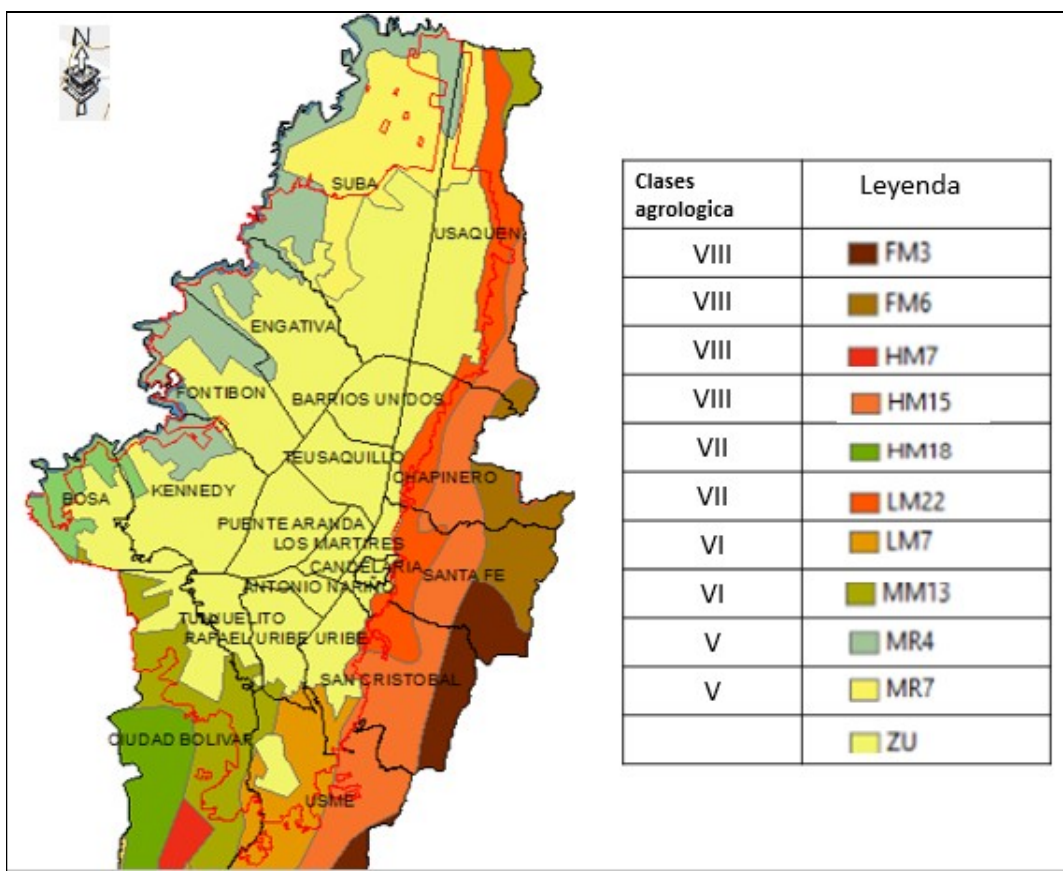 N
SUBA
USAQUEN
ENGATIVA
FONTIBON
BARRIOS UNIDOS
TEUSAQUILLO
CHAPINERO
BOSA
KENNEDY
PUENTE ARANDA
LOS MARTIRES
CANDELARIA
SANTA FE
ANTONIO NARIÑO
TUNJUELITO
RAFAEL URIBE URIBE
SAN CRISTOBAL
CIUDAD BOLIVAR
USME
Clases agrologica Leyenda
VIII FM3
VIII FM6
VIII HM7
VIII HM15
VII HM18
VII LM22
VI LM7
VI MM13
V MR4
V MR7
ZU